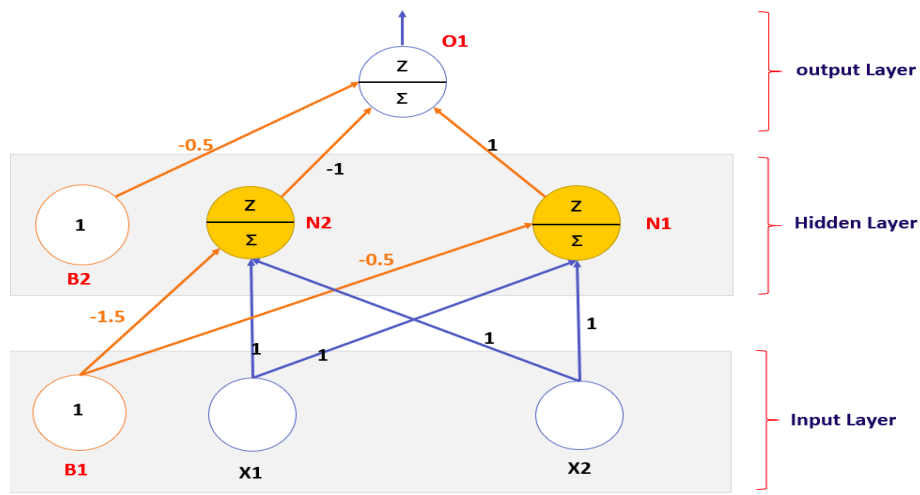 O1
Z
Σ
output Layer
-0.5
-1
1
1
B2
Z
Σ
N2
Z
Σ
N1
Hidden Layer
-0.5
-1.5
1
1
1
1
1
B1
X1
X2
Input Layer